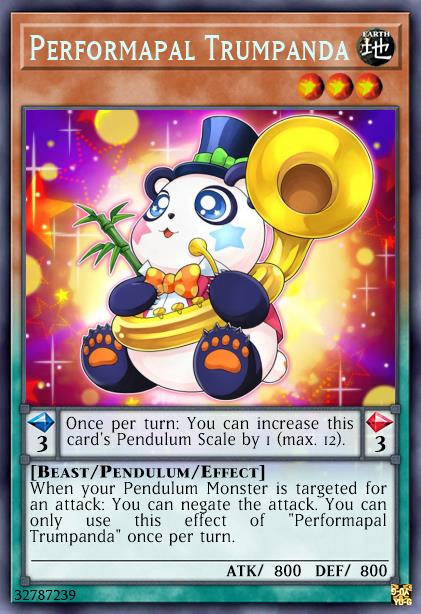 Performapal Trumpanda
EARTH
地
Once per turn: You can increase this
card's Pendulum Scale by 1 (max. 12).
3
3
[Beast/Pendulum/Effect]
When your Pendulum Monster is targeted for
an attack: You can negate the attack. You can
only use this effect of "Performapal
Trumpanda" once per turn.
ATK/ 800 DEF/ 800
32787239